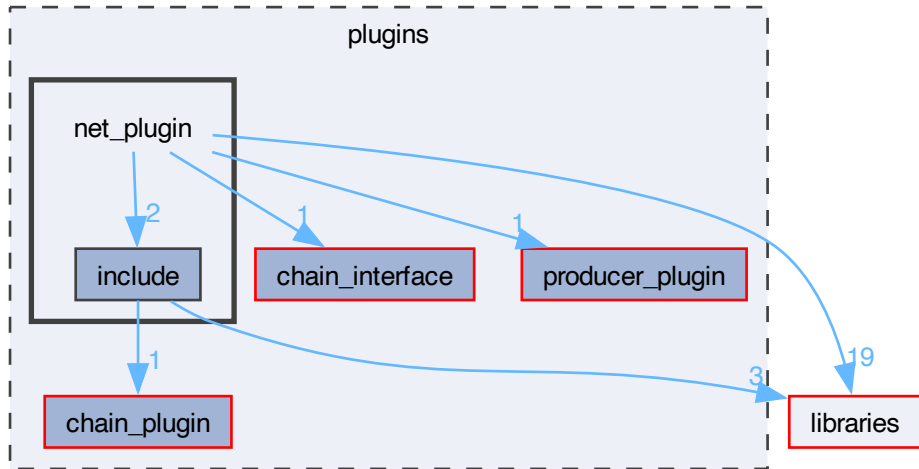 plugins
net_plugin
2
1
1
include
chain_interface
producer_plugin
1
3
19
chain_plugin
libraries